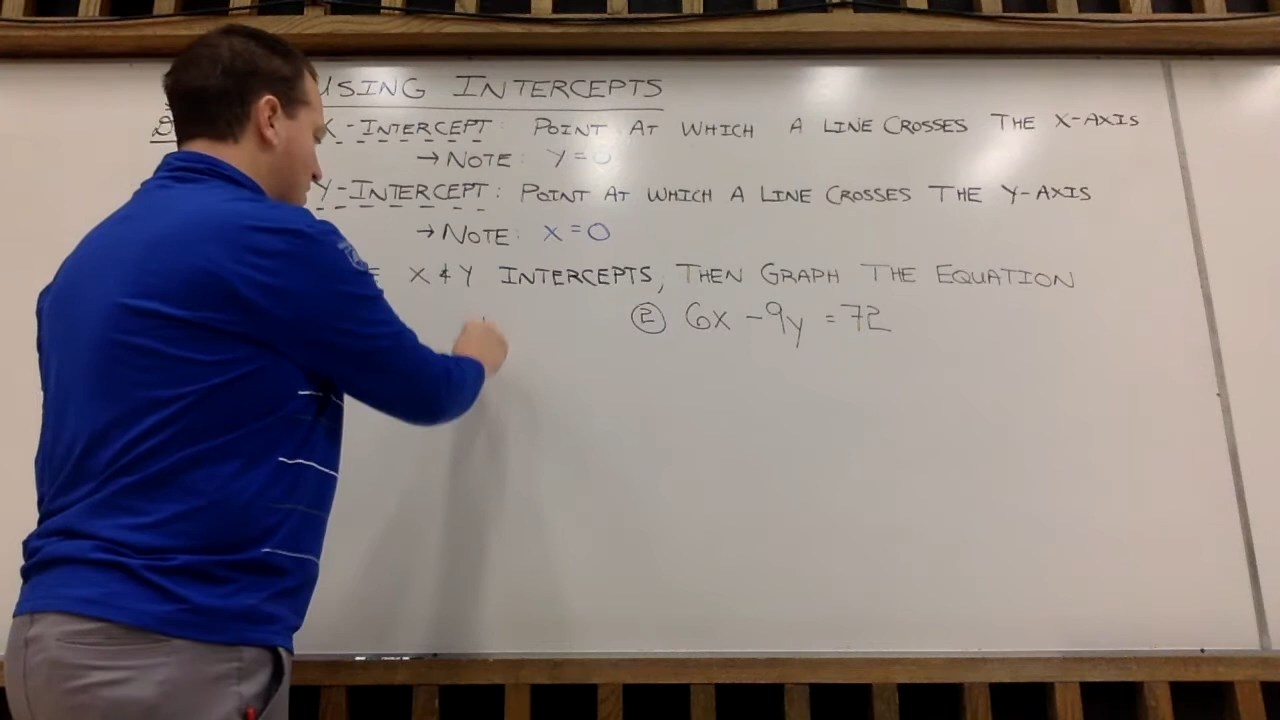 USING INTERCEPTS
X-INTERCEPT: POINT AT WHICH A LINE CROSSES THE X-AXIS
→ NOTE: Y=0
Y-INTERCEPT: POINT AT WHICH A LINE CROSSES THE Y-AXIS
→ NOTE: X=0
X & Y INTERCEPTS, THEN GRAPH THE EQUATION
② 6x - 9y = 72